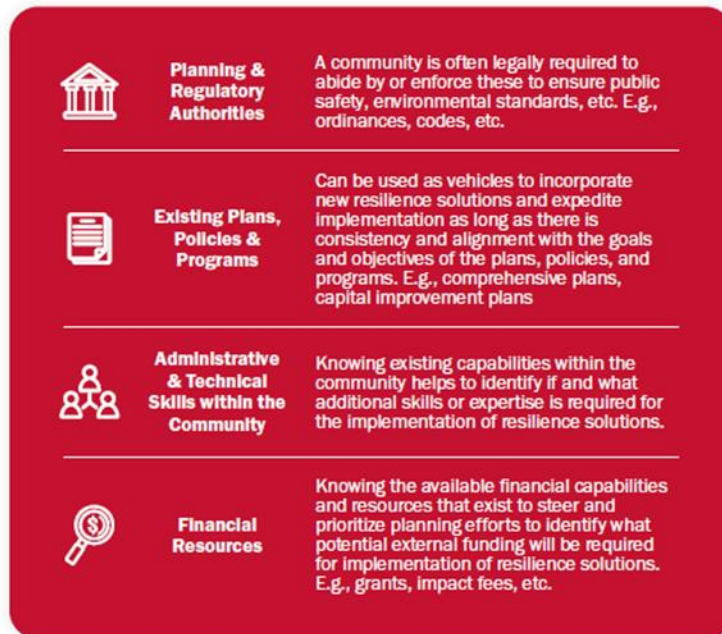 Planning &
Regulatory
Authorities
A community is often legally required to
abide by or enforce these to ensure public
safety, environmental standards, etc. E.g.,
ordinances, codes, etc.
Existing Plans,
Policies &
Programs
Can be used as vehicles to incorporate
new resilience solutions and expedite
implementation as long as there is
consistency and alignment with the goals
and objectives of the plans, policies, and
programs. E.g., comprehensive plans,
capital improvement plans
Administrative
& Technical
Skills within the
Community
Knowing existing capabilities within the
community helps to identify if and what
additional skills or expertise is required for
the implementation of resilience solutions.
$
Financial
Resources
Knowing the available financial capabilities
and resources that exist to steer and
prioritize planning efforts to identify what
potential external funding will be required
for implementation of resilience solutions.
E.g., grants, impact fees, etc.